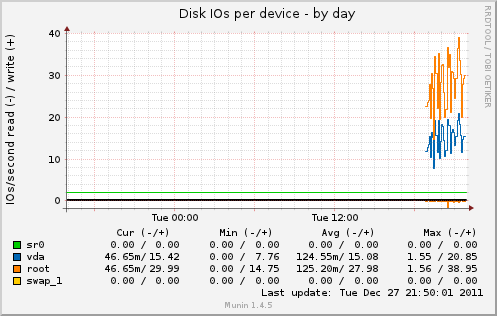 Disk IOs per device - by day
RRDTOOL / TOBI OETIKER
IOs/second read (-) / write (+)
40
30
20
10
0
Tue 00:00 Tue 12:00
Cur (-/+) Min (-/+) Avg (-/+) Max (-/+)
sr0 0.00 / 0.00 0.00 / 0.00 0.00 / 0.00 0.00 / 0.00
vda 46.65m/ 15.42 0.00 / 7.76 124.55m/ 15.08 1.55 / 20.85
root 46.65m/ 29.99 0.00 / 14.75 125.20m/ 27.98 1.56 / 38.95
swap_1 0.00 / 0.00 0.00 / 0.00 0.00 / 0.00 0.00 / 0.00
Last update: Tue Dec 27 21:50:01 2011
Munin 1.4.5